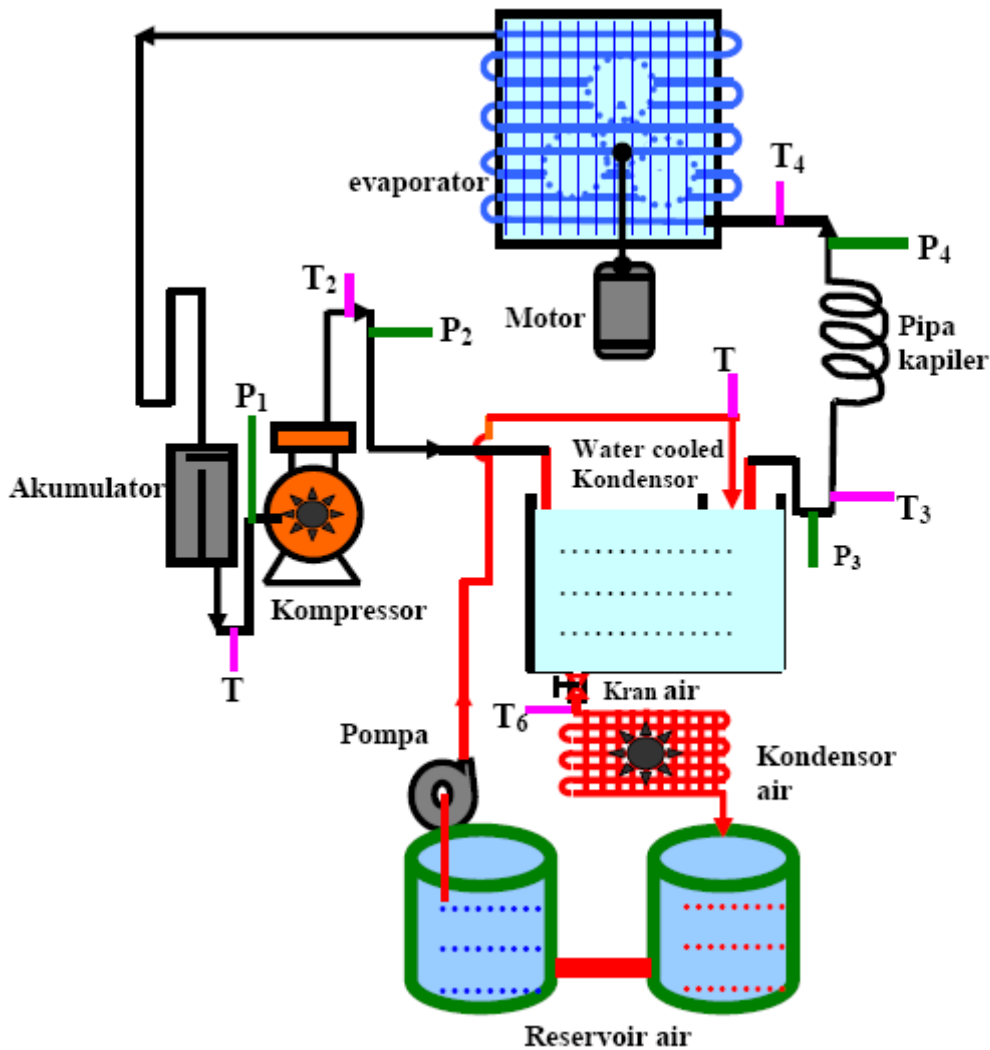 evaporator
T₄
P₄
T₂
Motor
P₂
Pipa
kapiler
T
P₁
Water cooled
Kondensor
Akumulator
T₃
P₃
Kompressor
T
Kran air
T₆
Pompa
Kondensor
air
Reservoir air